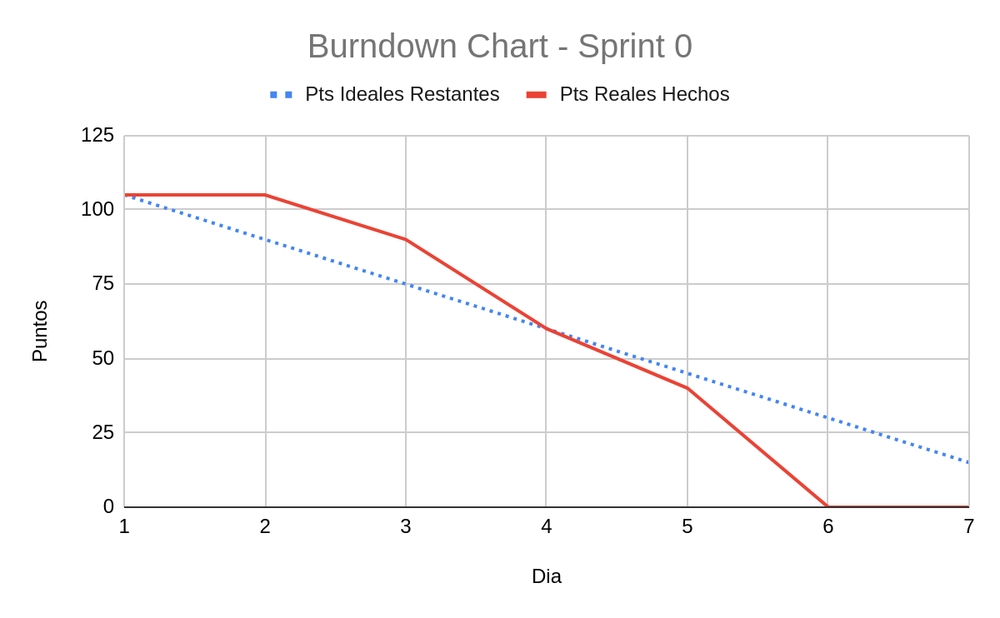 Burndown Chart - Sprint 0
Pts Ideales Restantes Pts Reales Hechos
125
100
75
50
25
0
Puntos
1 2 3 4 5 6 7
Dia